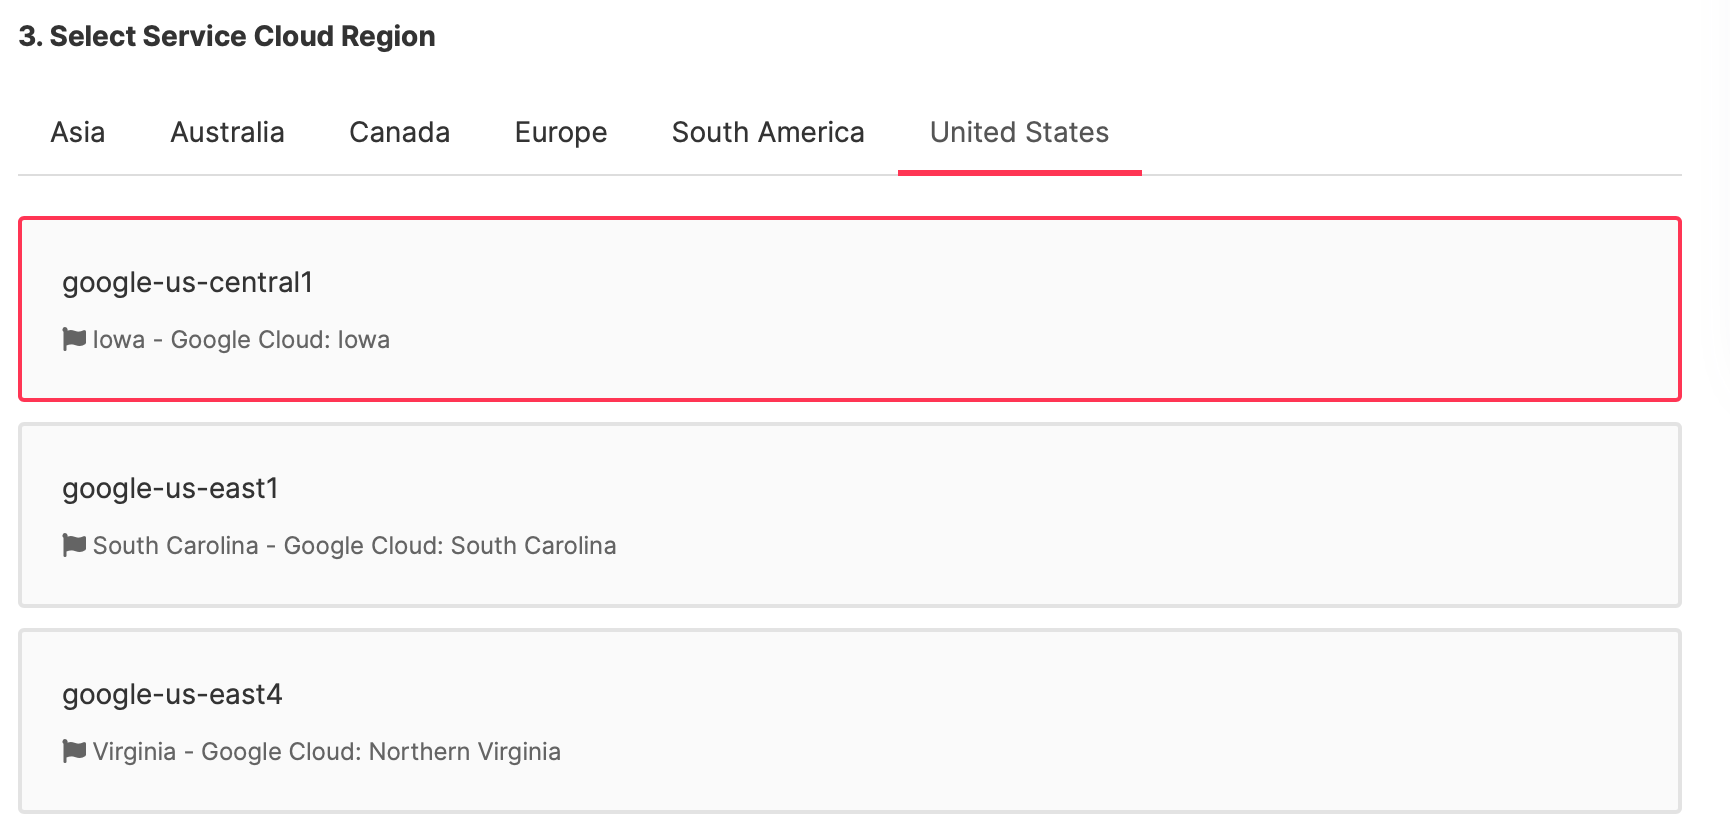 3. Select Service Cloud Region
Asia Australia Canada Europe South America United States
google-us-central1
Iowa - Google Cloud: Iowa
google-us-east1
South Carolina - Google Cloud: South Carolina
google-us-east4
Virginia - Google Cloud: Northern Virginia